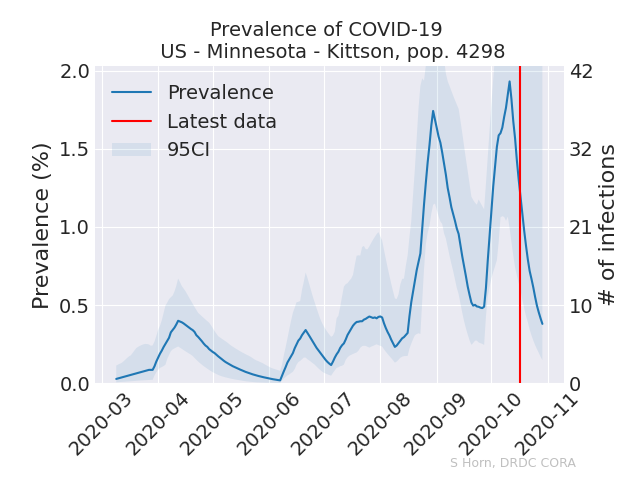 Prevalence of COVID-19
US - Minnesota - Kittson, pop. 4298
Prevalence
Latest data
95CI
Prevalence (%)
2.0
1.5
1.0
0.5
0.0
42
32
21
10
0
# of infections
2020-03
2020-04
2020-05
2020-06
2020-07
2020-08
2020-09
2020-10
2020-11
S Horn, DRDC CORA